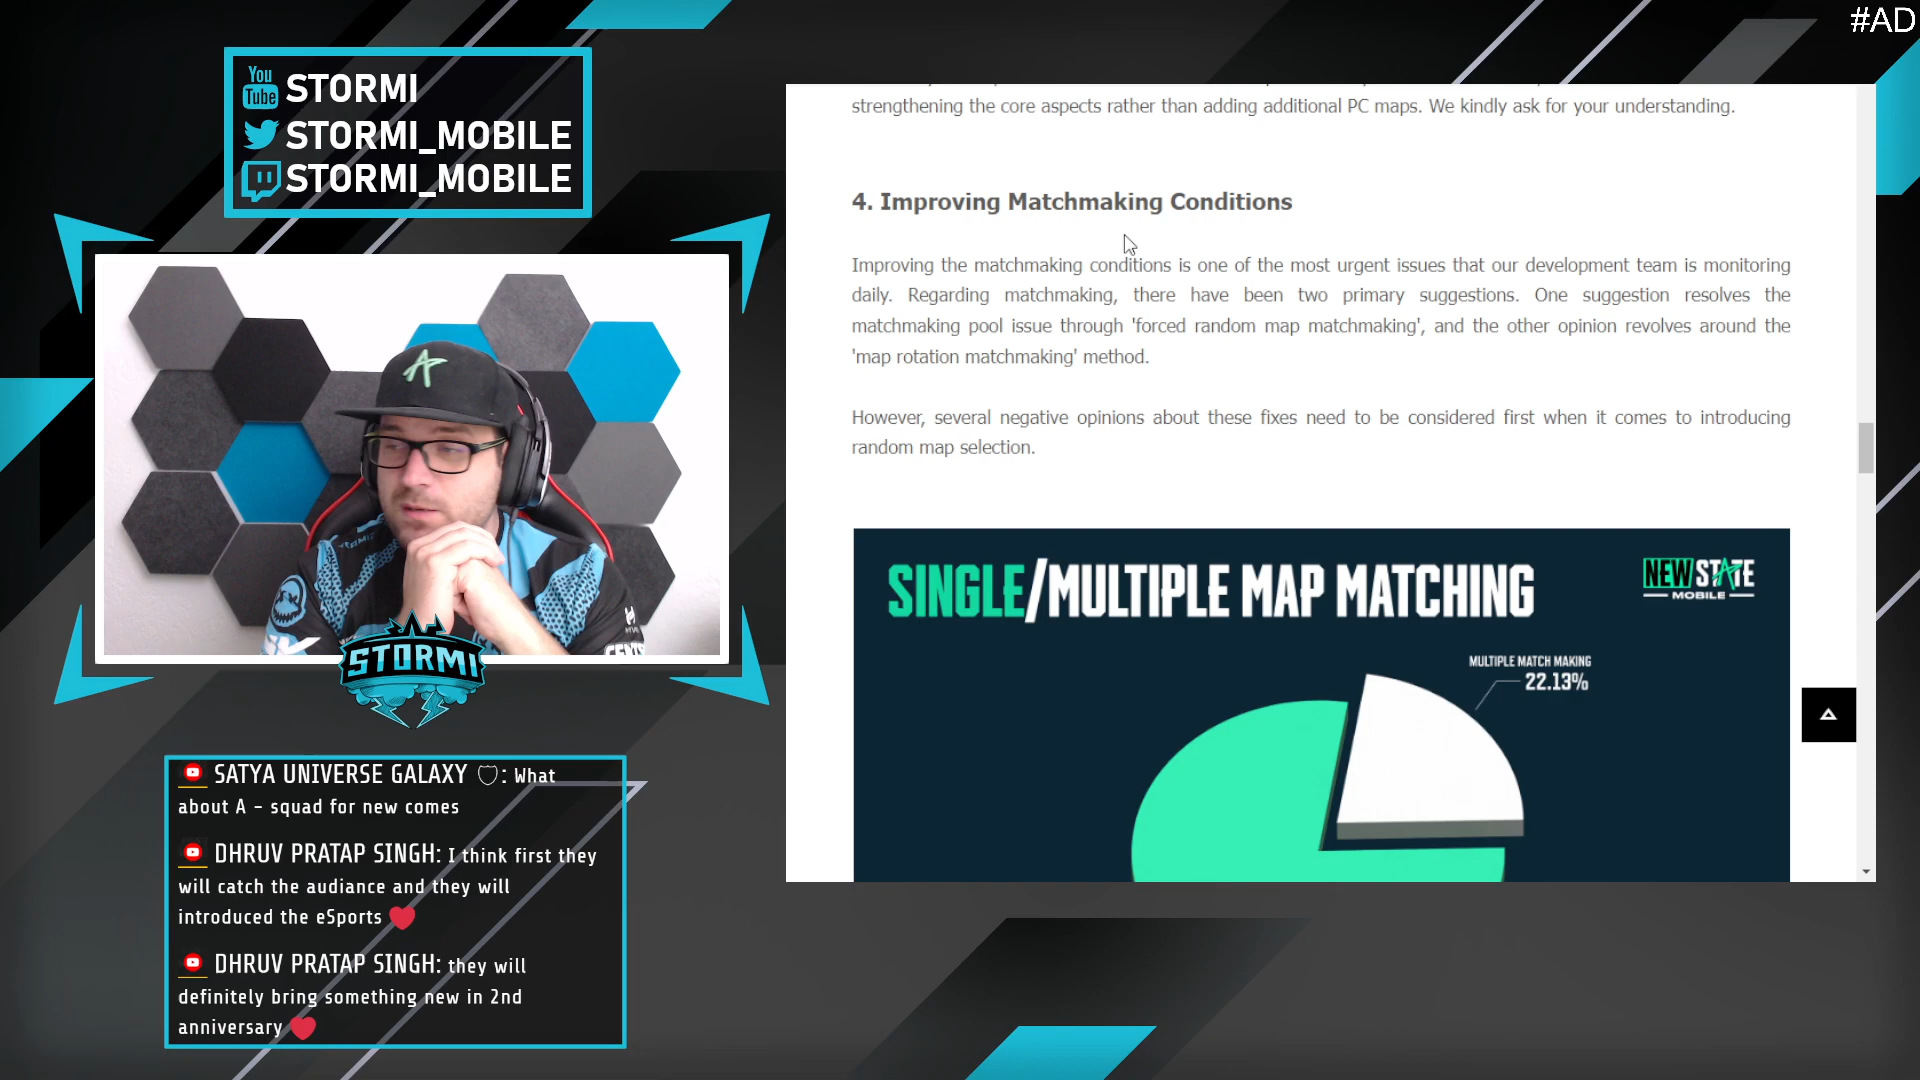 #AD
You
Tube STORMI
STORMI_MOBILE
STORMI_MOBILE
strengthening the core aspects rather than adding additional PC maps. We kindly ask for your understanding.
4. Improving Matchmaking Conditions
Improving the matchmaking conditions is one of the most urgent issues that our development team is monitoring
daily. Regarding matchmaking, there have been two primary suggestions. One suggestion resolves the
matchmaking pool issue through 'forced random map matchmaking', and the other opinion revolves around the
'map rotation matchmaking' method.
However, several negative opinions about these fixes need to be considered first when it comes to introducing
random map selection.
SINGLE/MULTIPLE MAP MATCHING
NEW STATE
MOBILE
MULTIPLE MATCH MAKING
22.13%
STORMI
SATYA UNIVERSE GALAXY : What
about A - squad for new comes
DHRUV PRATAP SINGH: I think first they
will catch the audiance and they will
introduced the eSports
DHRUV PRATAP SINGH: they will
definitely bring something new in 2nd
anniversary